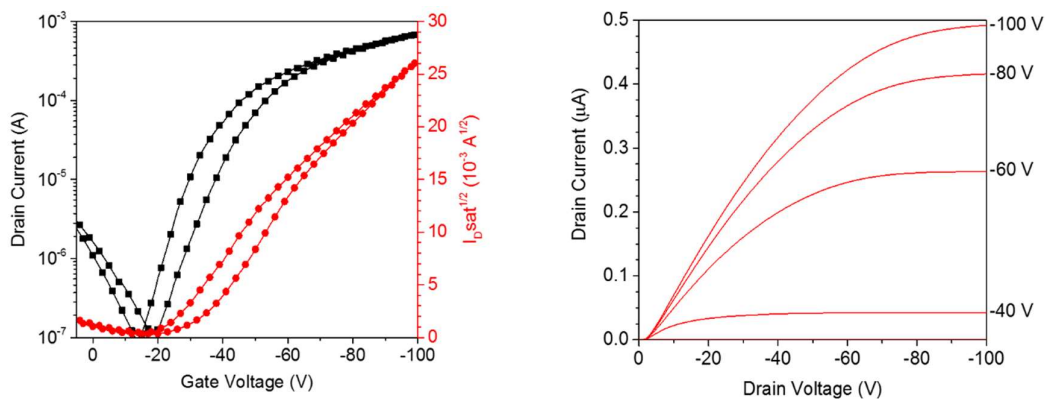 10⁻³
10⁻⁴
10⁻⁵
10⁻⁶
10⁻⁷
Drain Current (A)
0 -20 -40 -60 -80 -100
Gate Voltage (V)
30
25
20
15
10
5
0
I_Dsat^1/2 (10⁻³ A^1/2)
0.5
0.4
0.3
0.2
0.1
0.0
Drain Current (μA)
0 -20 -40 -60 -80 -100
Drain Voltage (V)
-100 V
-80 V
-60 V
-40 V